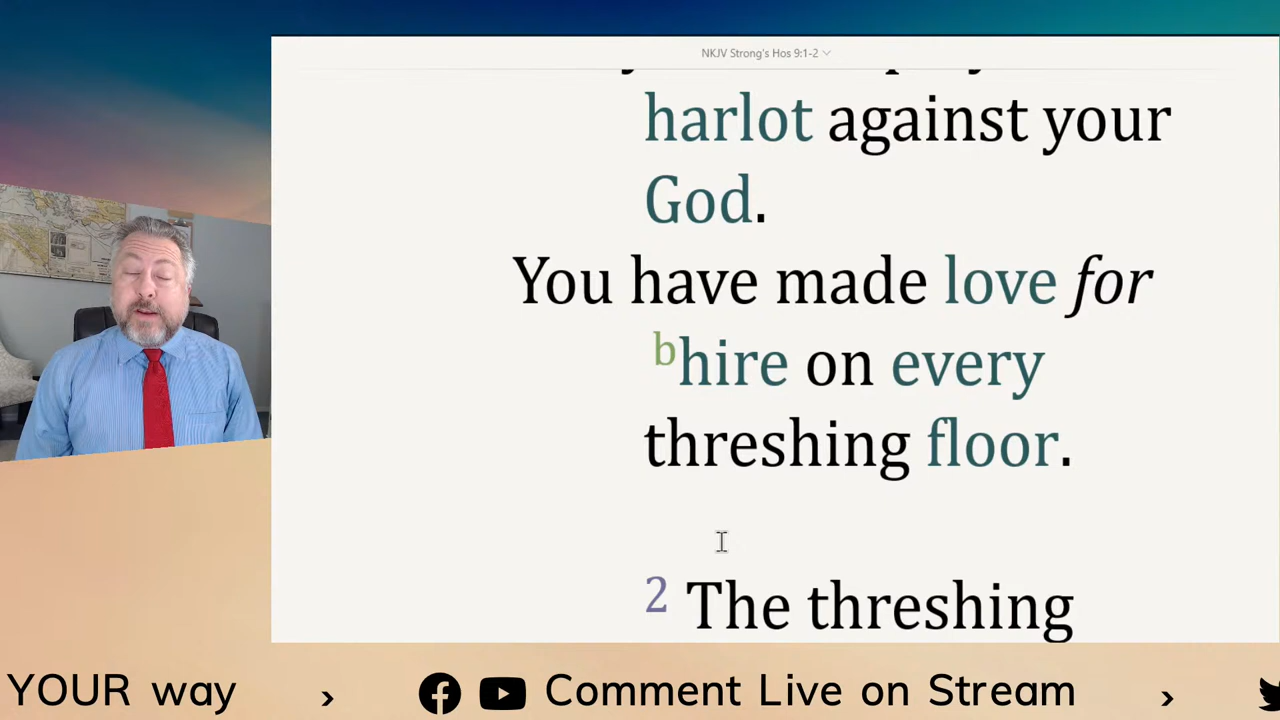 NKJV Strong's Hos 9:1-2
harlot against your
God.
You have made love for
bhire on every
threshing floor.
2 The threshing
YOUR way › Comment Live on Stream ›